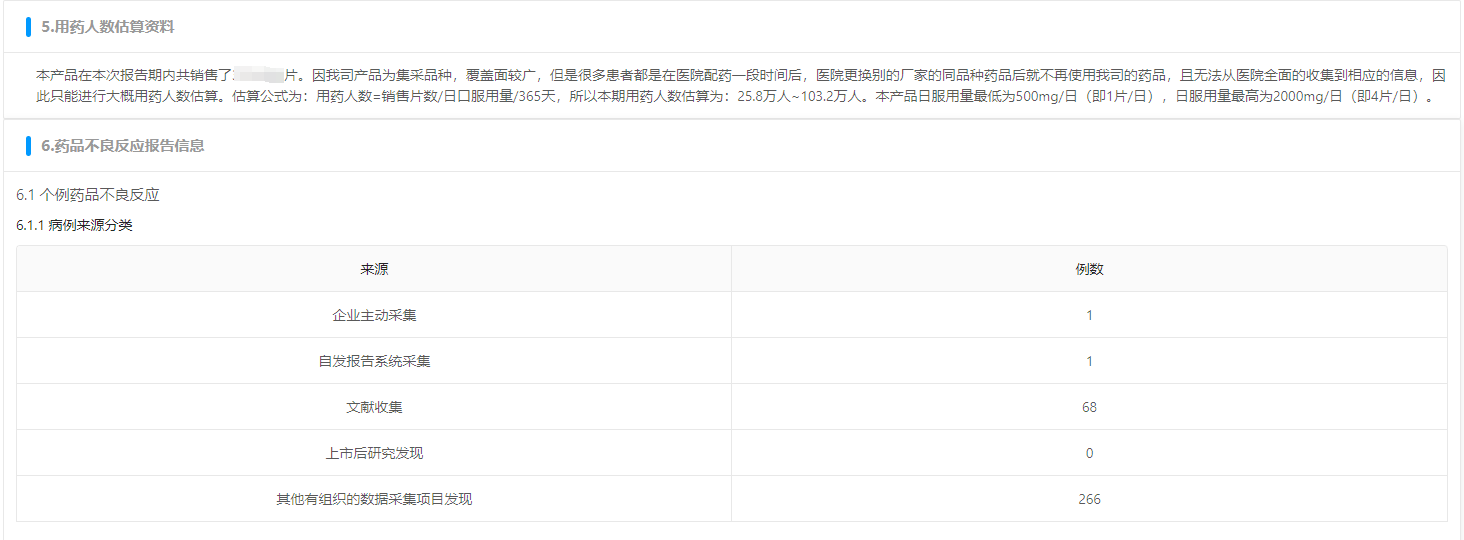 5.用药人数估算资料
本产品在本次报告期内共销售了 片。因我司产品为集采品种，覆盖面较广，但是很多患者都是在医院配药一段时间后，医院更换别的厂家的同品种药品后就不再使用我司的药品，且无法从医院全面的收集到相应的信息，因
此只能进行大概用药人数估算。估算公式为：用药人数=销售片数/日口服用量/365天，所以本期用药人数估算为：25.8万人~103.2万人。本产品日服用量最低为500mg/日（即1片/日），日服用量最高为2000mg/日（即4片/日）。
6.药品不良反应报告信息
6.1 个例药品不良反应
6.1.1 病例来源分类
来源 例数
企业主动采集 1
自发报告系统采集 1
文献收集 68
上市后研究发现 0
其他有组织的数据采集项目发现 266